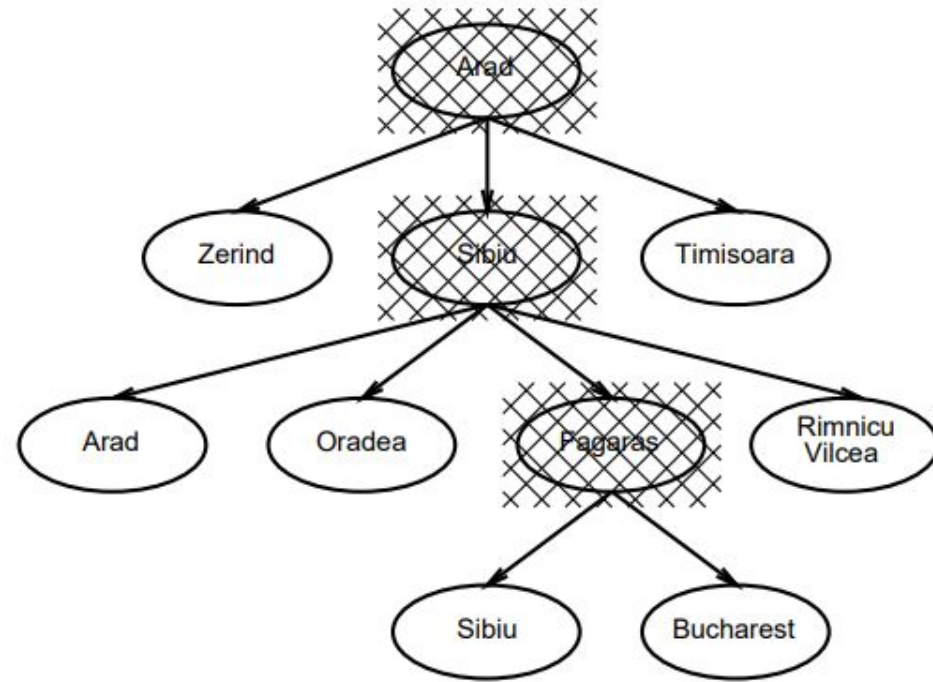 Arad
Zerind
Sibiu
Timisoara
Arad
Oradea
Fagaras
Rimnicu
Vilcea
Sibiu
Bucharest